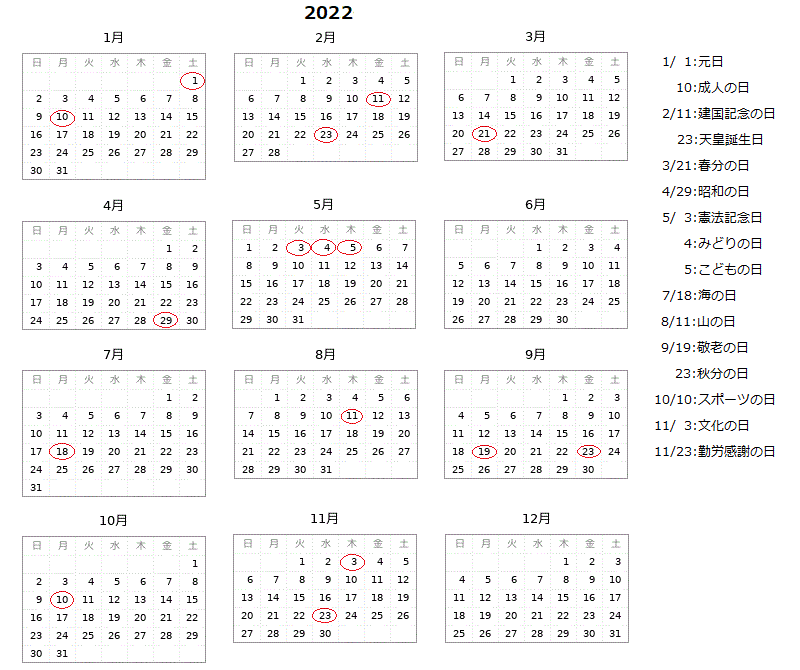 2022
1月
日 月 火 水 木 金 土
1
2 3 4 5 6 7 8
9 10 11 12 13 14 15
16 17 18 19 20 21 22
23 24 25 26 27 28 29
30 31
2月
日 月 火 水 木 金 土
1 2 3 4 5
6 7 8 9 10 11 12
13 14 15 16 17 18 19
20 21 22 23 24 25 26
27 28
3月
日 月 火 水 木 金 土
1 2 3 4 5
6 7 8 9 10 11 12
13 14 15 16 17 18 19
20 21 22 23 24 25 26
27 28 29 30 31
4月
日 月 火 水 木 金 土
1 2
3 4 5 6 7 8 9
10 11 12 13 14 15 16
17 18 19 20 21 22 23
24 25 26 27 28 29 30
5月
日 月 火 水 木 金 土
1 2 3 4 5 6 7
8 9 10 11 12 13 14
15 16 17 18 19 20 21
22 23 24 25 26 27 28
29 30 31
6月
日 月 火 水 木 金 土
1 2 3 4
5 6 7 8 9 10 11
12 13 14 15 16 17 18
19 20 21 22 23 24 25
26 27 28 29 30
7月
日 月 火 水 木 金 土
1 2
3 4 5 6 7 8 9
10 11 12 13 14 15 16
17 18 19 20 21 22 23
24 25 26 27 28 29 30
31
8月
日 月 火 水 木 金 土
1 2 3 4 5 6
7 8 9 10 11 12 13
14 15 16 17 18 19 20
21 22 23 24 25 26 27
28 29 30 31
9月
日 月 火 水 木 金 土
1 2 3
4 5 6 7 8 9 10
11 12 13 14 15 16 17
18 19 20 21 22 23 24
25 26 27 28 29 30
10月
日 月 火 水 木 金 土
1
2 3 4 5 6 7 8
9 10 11 12 13 14 15
16 17 18 19 20 21 22
23 24 25 26 27 28 29
30 31
11月
日 月 火 水 木 金 土
1 2 3 4 5
6 7 8 9 10 11 12
13 14 15 16 17 18 19
20 21 22 23 24 25 26
27 28 29 30
12月
日 月 火 水 木 金 土
1 2 3
4 5 6 7 8 9 10
11 12 13 14 15 16 17
18 19 20 21 22 23 24
25 26 27 28 29 30 31
1/ 1:元日
10:成人の日
2/11:建国記念の日
23:天皇誕生日
3/21:春分の日
4/29:昭和の日
5/ 3:憲法記念日
4:みどりの日
5:こどもの日
7/18:海の日
8/11:山の日
9/19:敬老の日
23:秋分の日
10/10:スポーツの日
11/ 3:文化の日
11/23:勤労感謝の日